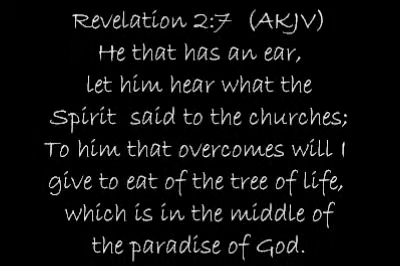 Revelation 2:7 (AKJV)
He that has an ear,
let him hear what the
Spirit said to the churches;
To him that overcomes will I
give to eat of the tree of life,
which is in the middle of
the paradise of God.